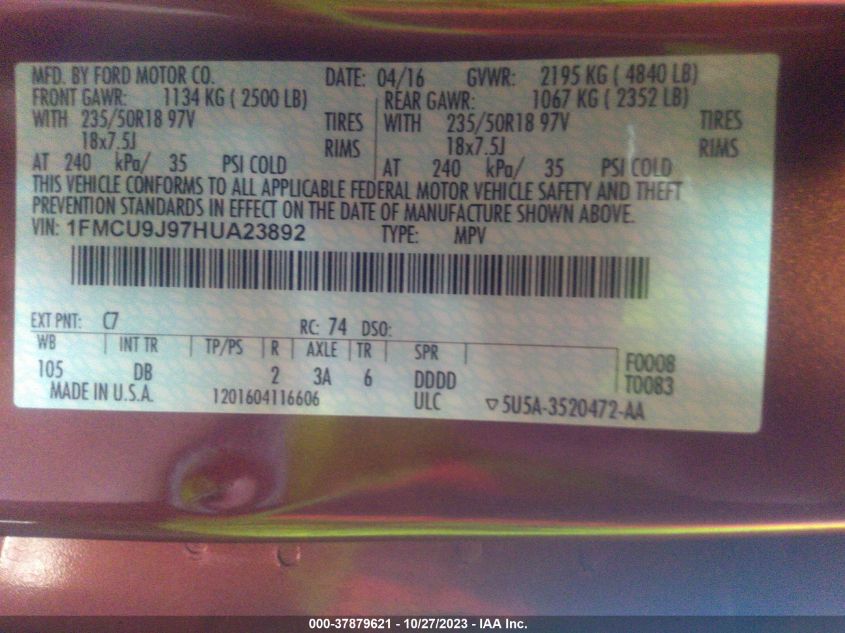 MFD. BY FORD MOTOR CO. DATE: 04/16 GVWR: 2195 KG ( 4840 LB)
FRONT GAWR: 1134 KG ( 2500 LB) REAR GAWR: 1067 KG ( 2352 LB)
WITH 235/50R18 97V TIRES WITH 235/50R18 97V TIRES
18x7.5J RIMS 18x7.5J RIMS
AT 240 kPa/ 35 PSI COLD AT 240 kPa/ 35 PSI COLD
THIS VEHICLE CONFORMS TO ALL APPLICABLE FEDERAL MOTOR VEHICLE SAFETY AND THEFT
PREVENTION STANDARDS IN EFFECT ON THE DATE OF MANUFACTURE SHOWN ABOVE.
VIN: 1FMCU9J97HUA23892 TYPE: MPV
EXT PNT: C7 RC: 74 DSO:
WB INT TR TP/PS R AXLE TR SPR
105 DB 2 3A 6 DDDD
F0008
T0083
MADE IN U.S.A. 1201604116606 ULC ▽5U5A-3520472-AA
000-37879621 - 10/27/2023 - IAA Inc.